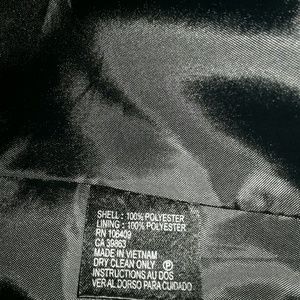 SHELL : 100% POLYESTER
LINING : 100% POLYESTER
RN 106409
CA 39863
MADE IN VIETNAM
DRY CLEAN ONLY Ⓟ
INSTRUCTIONS AU DOS
VER AL DORSO PARA CUIDADO